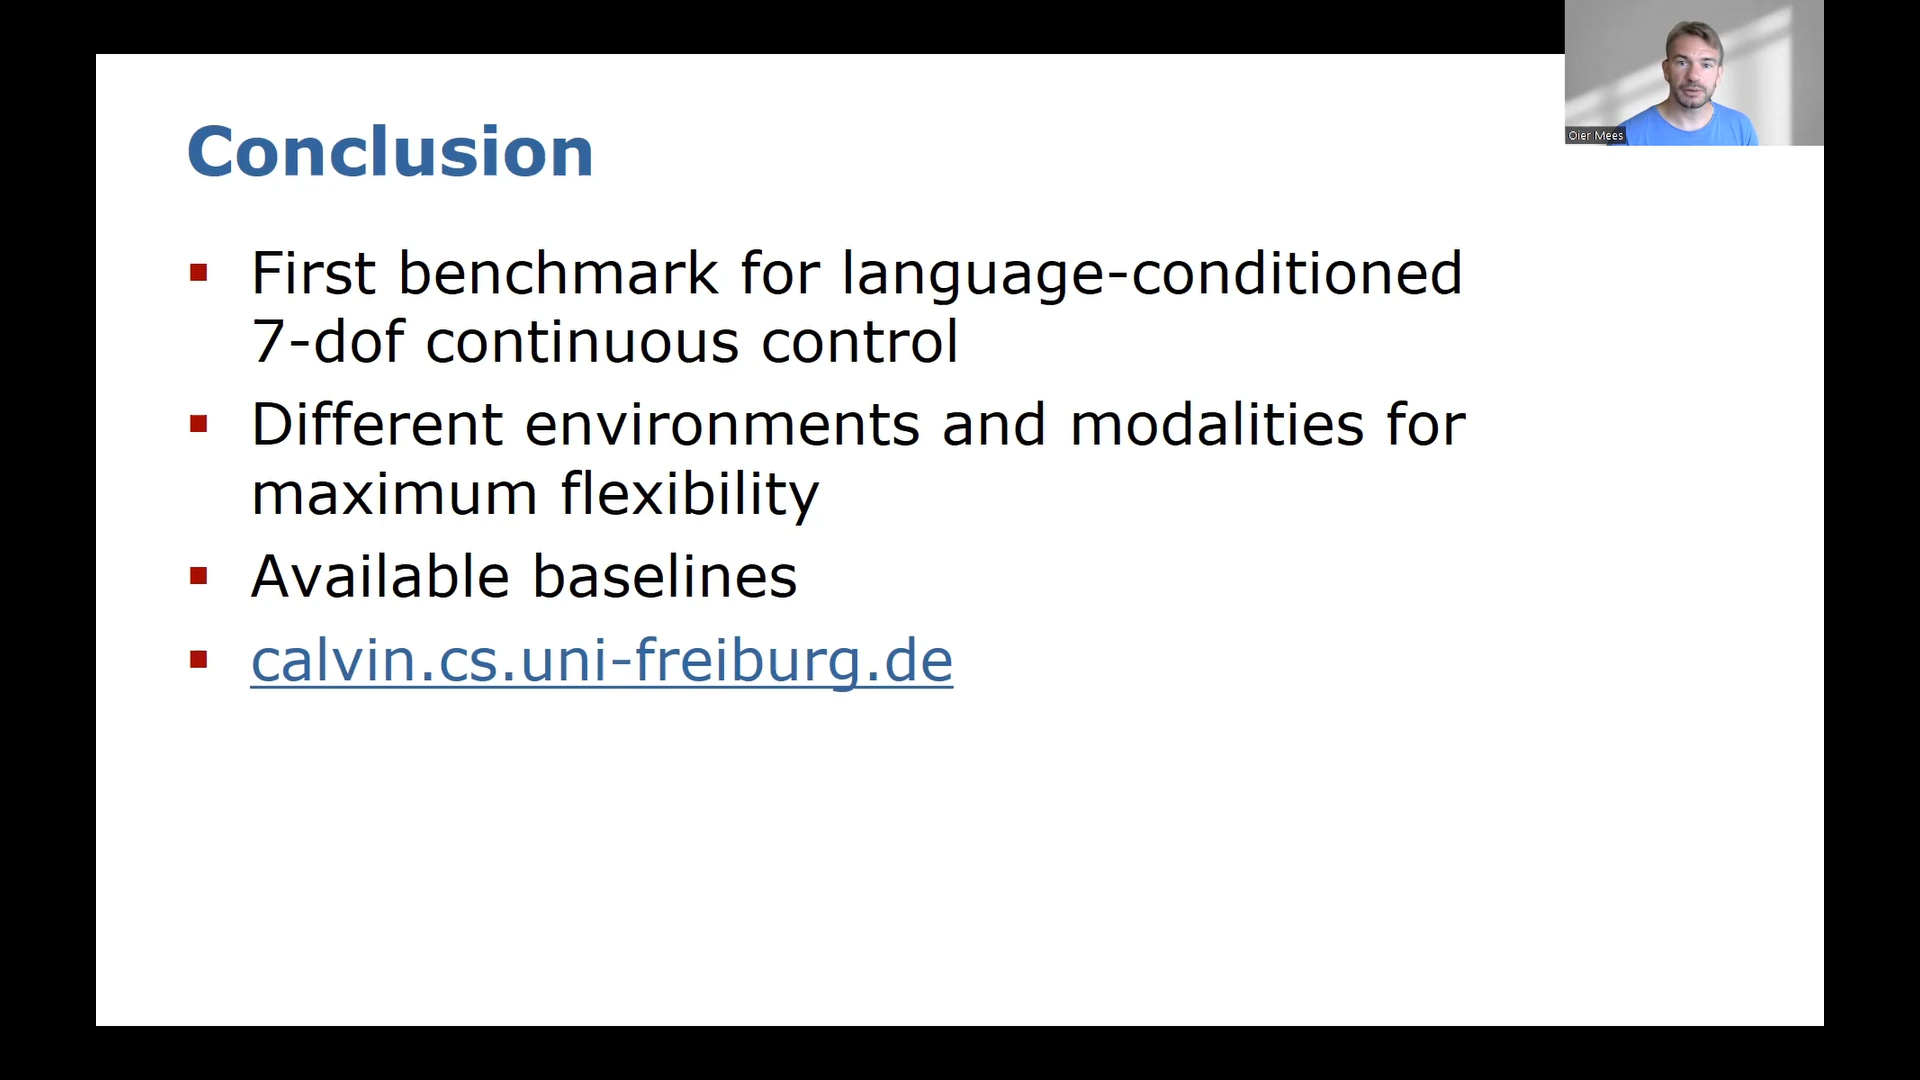 Conclusion
First benchmark for language-conditioned
7-dof continuous control
Different environments and modalities for
maximum flexibility
Available baselines
calvin.cs.uni-freiburg.de
Oier Mees